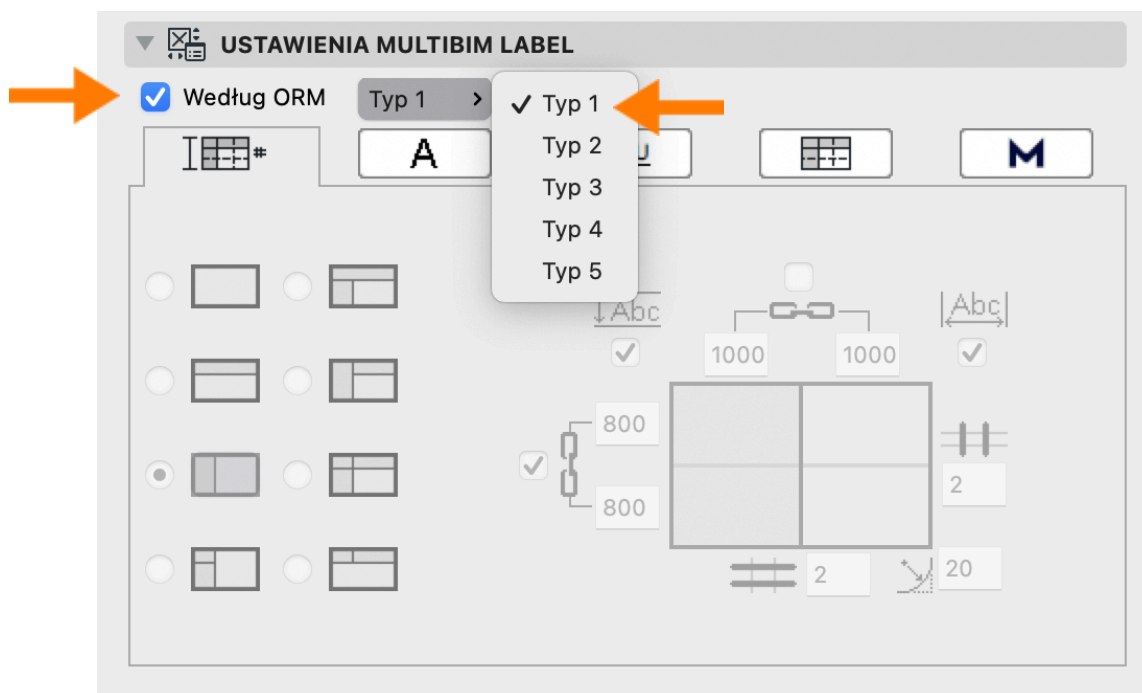 USTAWIENIA MULTIBIM LABEL
Według ORM
Typ 1
Typ 1
Typ 2
Typ 3
Typ 4
Typ 5
#
A
U
M
Abc
Abc
1000
1000
800
800
2
2
20